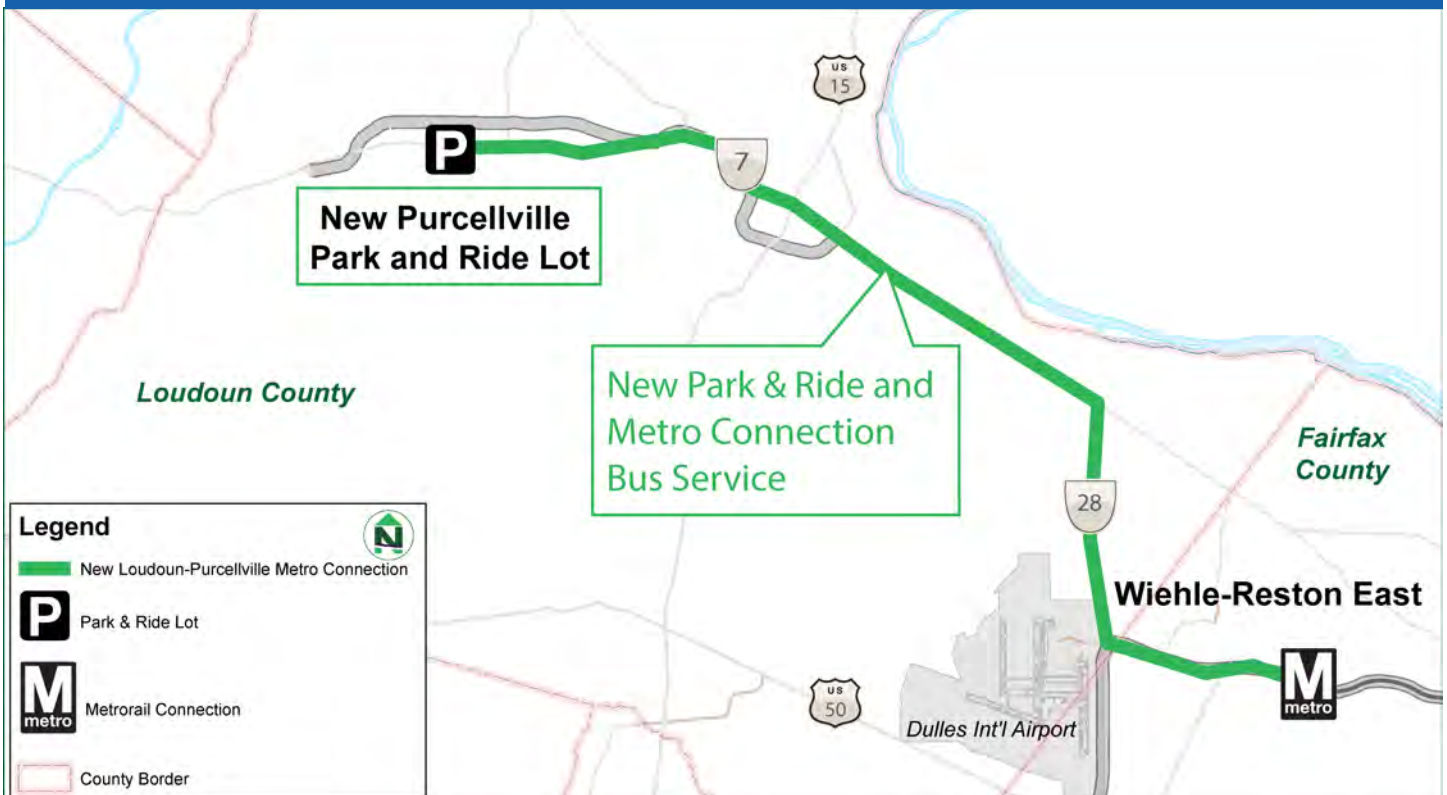 US
15
P
7
New Purcellville
Park and Ride Lot
Loudoun County
New Park & Ride and
Metro Connection
Bus Service
Fairfax
County
28
Wiehle-Reston East
M
metro
US
50
Dulles Int'l Airport
Legend
N
New Loudoun-Purcellville Metro Connection
P
Park & Ride Lot
M
metro
Metrorail Connection
County Border